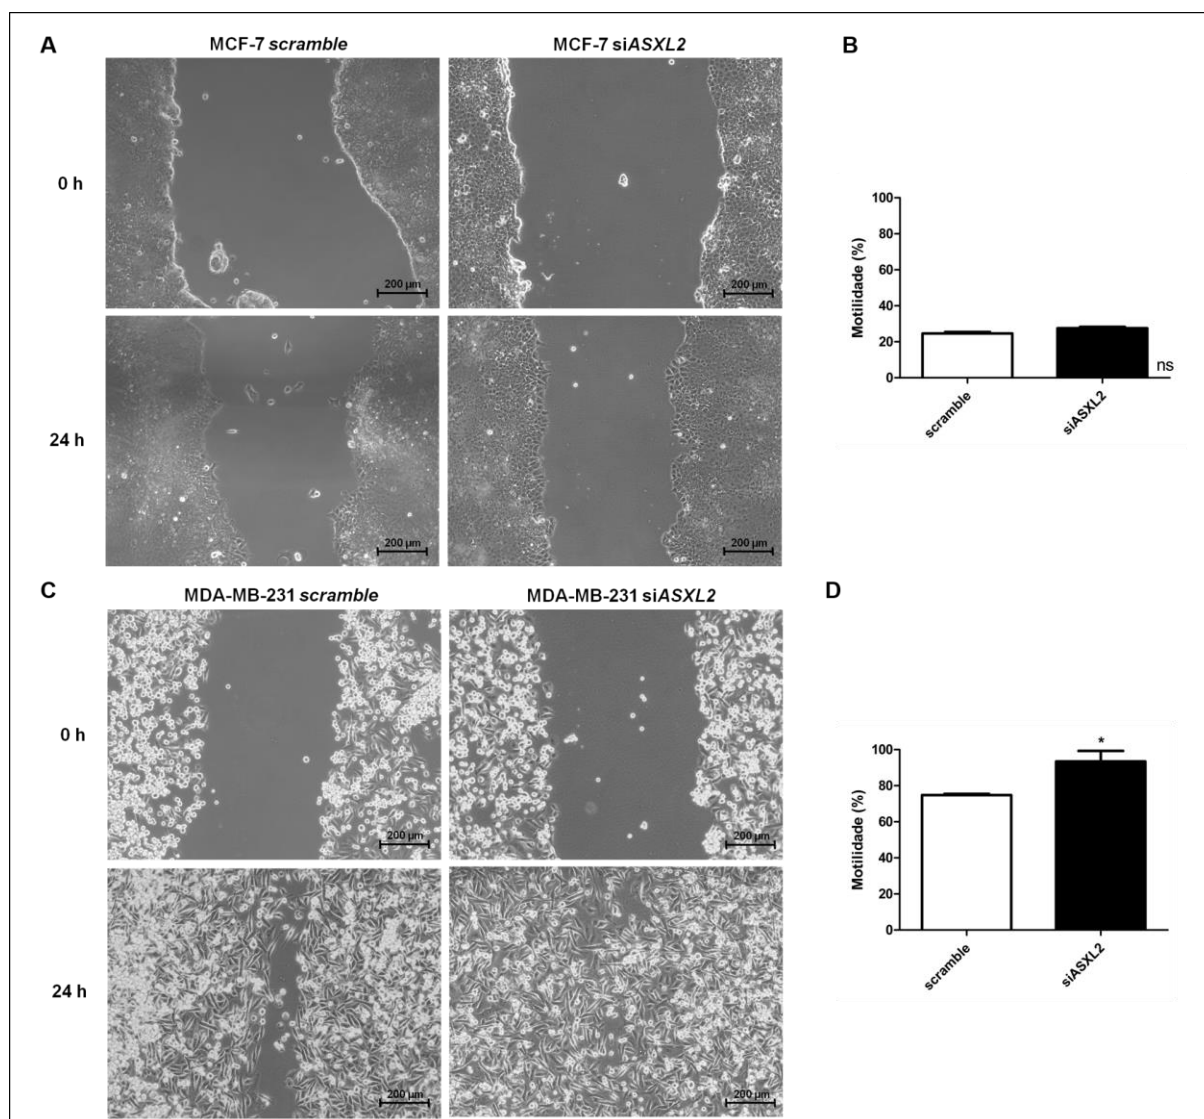 A
MCF-7 scramble
MCF-7 siASXL2
B
0 h
200 µm
200 µm
24 h
200 µm
200 µm
100
80
60
40
20
0
Motilidade (%)
ns
scramble
siASXL2
C
MDA-MB-231 scramble
MDA-MB-231 siASXL2
D
0 h
200 µm
200 µm
24 h
200 µm
200 µm
100
80
60
40
20
0
Motilidade (%)
*
scramble
siASXL2